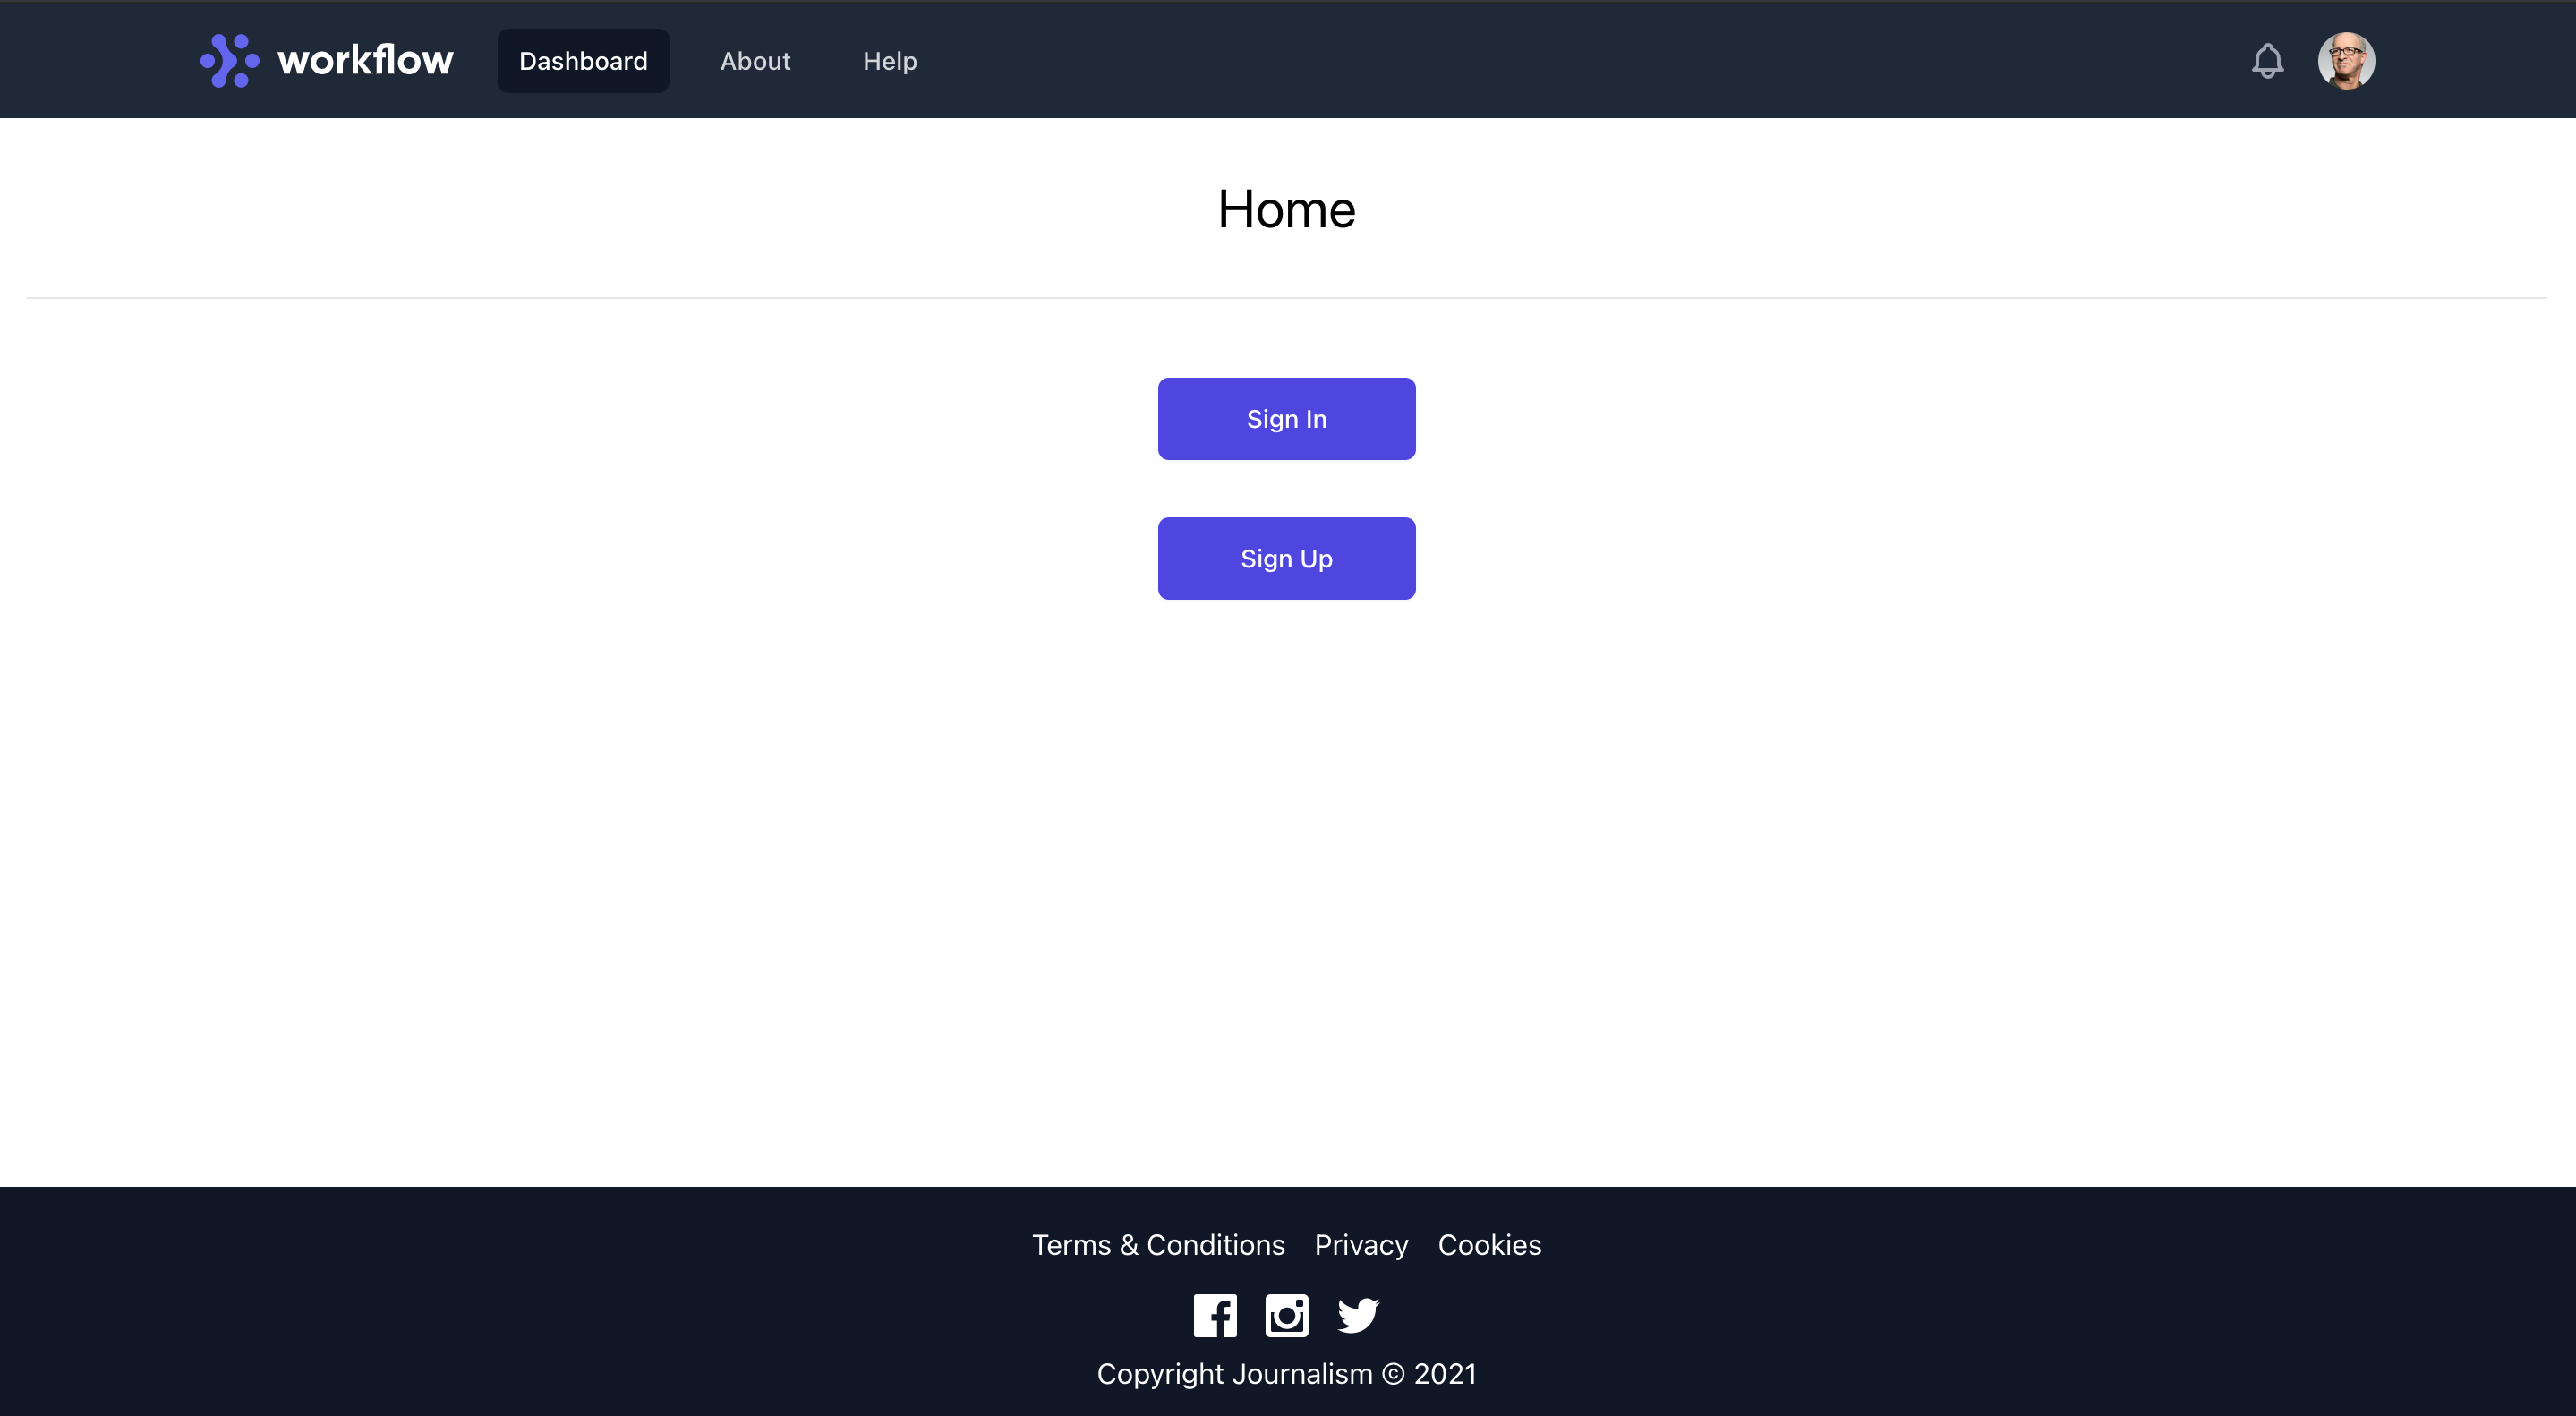 workflow Dashboard About Help
Home
Sign In
Sign Up
Terms & Conditions Privacy Cookies
Copyright Journalism © 2021